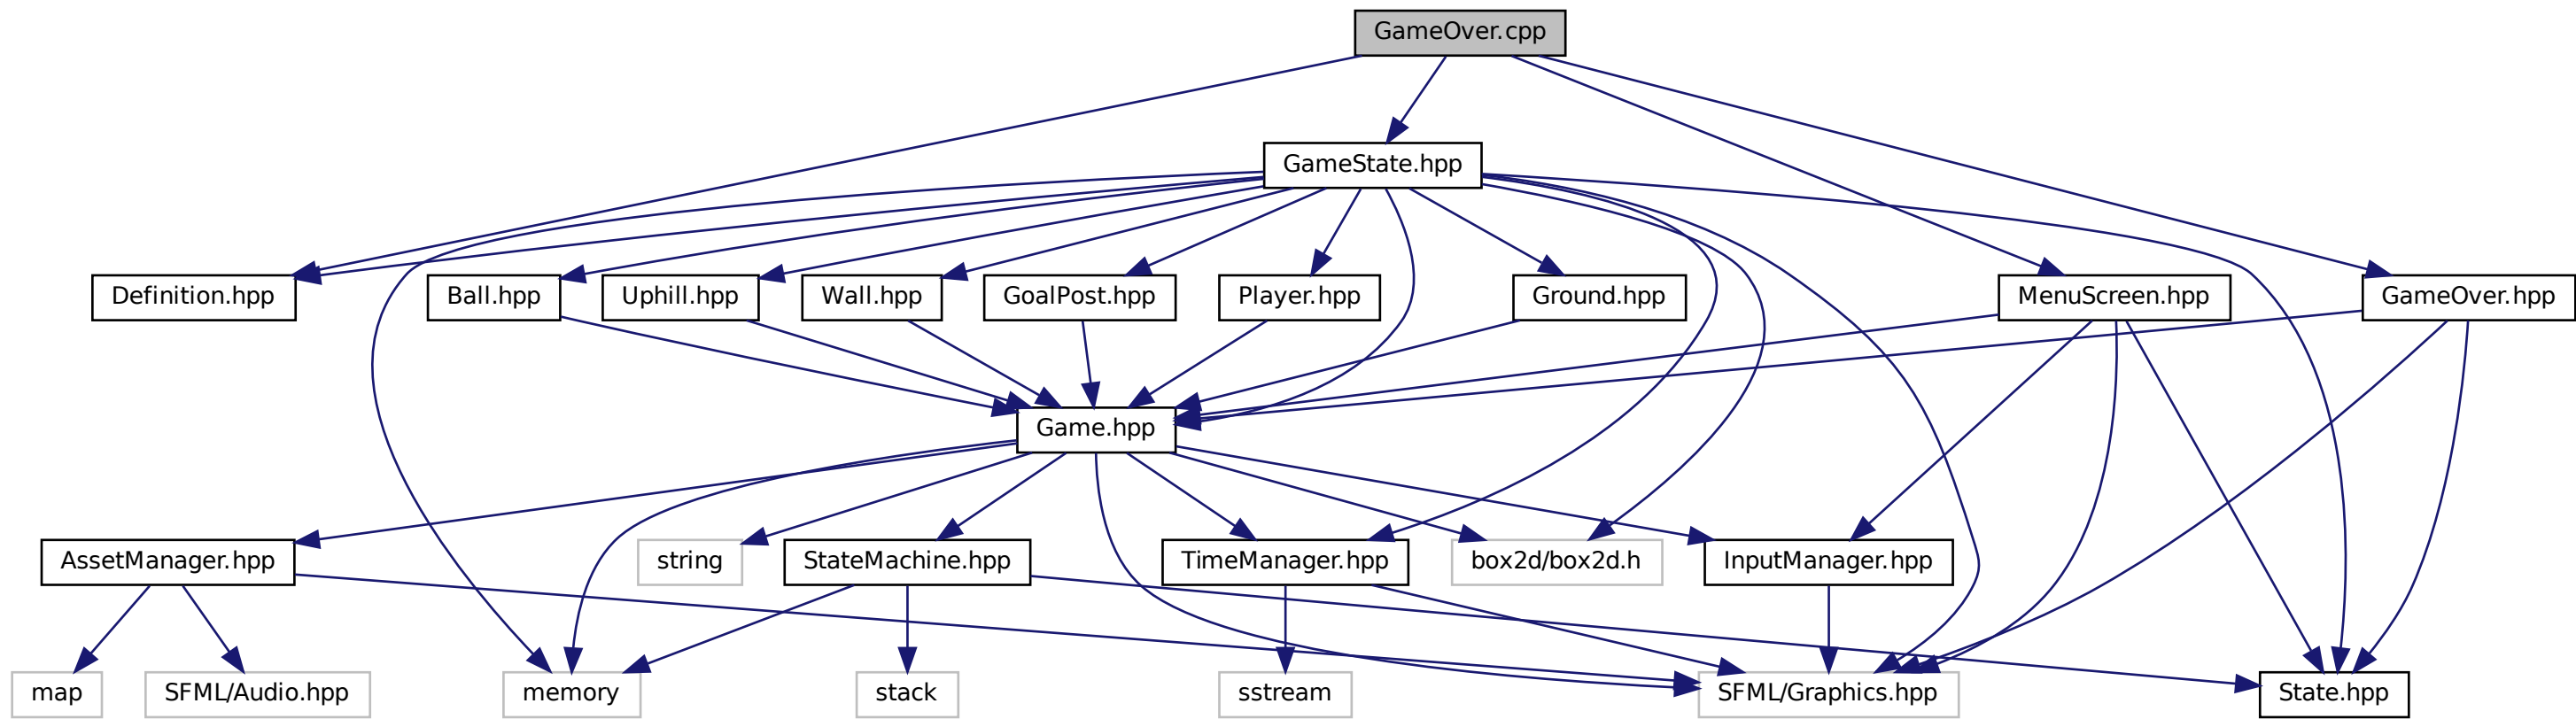 GameOver.cpp
GameState.hpp
Definition.hpp
Ball.hpp
Uphill.hpp
Wall.hpp
GoalPost.hpp
Player.hpp
Ground.hpp
MenuScreen.hpp
GameOver.hpp
Game.hpp
AssetManager.hpp
string
StateMachine.hpp
TimeManager.hpp
box2d/box2d.h
InputManager.hpp
map
SFML/Audio.hpp
memory
stack
sstream
SFML/Graphics.hpp
State.hpp